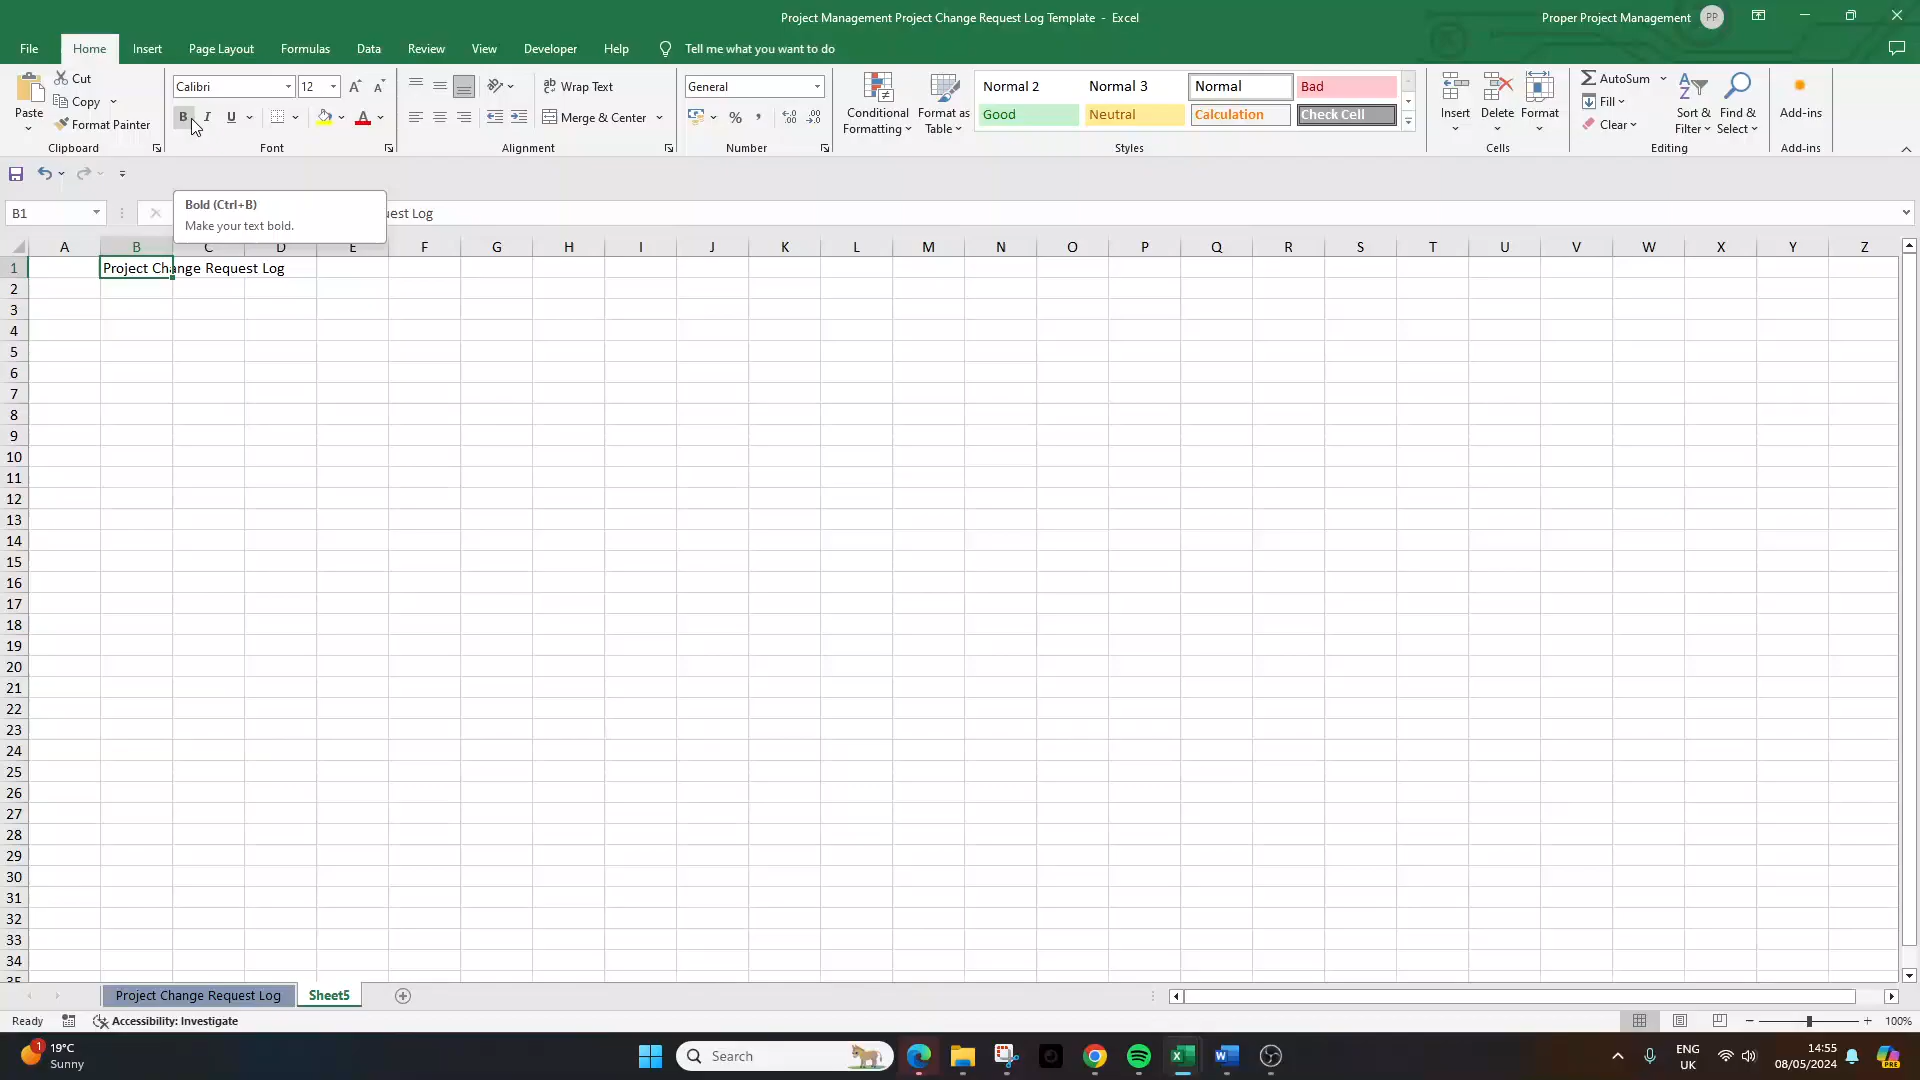 Project Management Project Change Request Log Template - Excel
Proper Project Management PP
File Home Insert Page Layout Formulas Data Review View Developer Help Tell me what you want to do
Paste
Cut
Copy
Format Painter
Clipboard
Calibri 12
B I U
Font
Wrap Text
Merge & Center
Alignment
General
Number
Conditional Formatting
Format as Table
Normal 2 Normal 3 Normal Bad
Good Neutral Calculation Check Cell
Styles
Insert Delete Format
Cells
AutoSum
Fill
Clear
Sort & Filter
Find & Select
Editing
Add-ins
Add-ins
Bold (Ctrl+B)
Make your text bold.
B1
uest Log
A B C D E F G H I J K L M N O P Q R S T U V W X Y Z
1 Project Change Request Log
2
3
4
5
6
7
8
9
10
11
12
13
14
15
16
17
18
19
20
21
22
23
24
25
26
27
28
29
30
31
32
33
34
35
Project Change Request Log Sheet5
Ready Accessibility: Investigate 100%
1 19°C
Sunny
Search
ENG
UK
14:55
08/05/2024
PRE